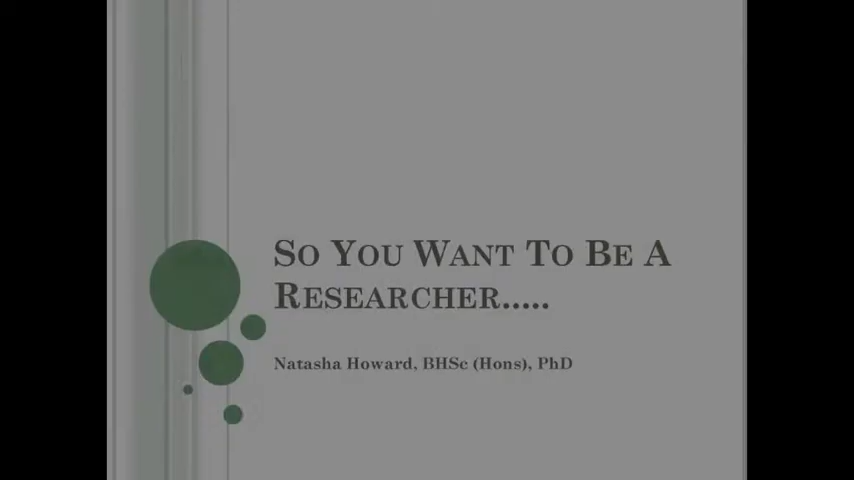 So You Want To Be A
Researcher.....
Natasha Howard, BHSc (Hons), PhD